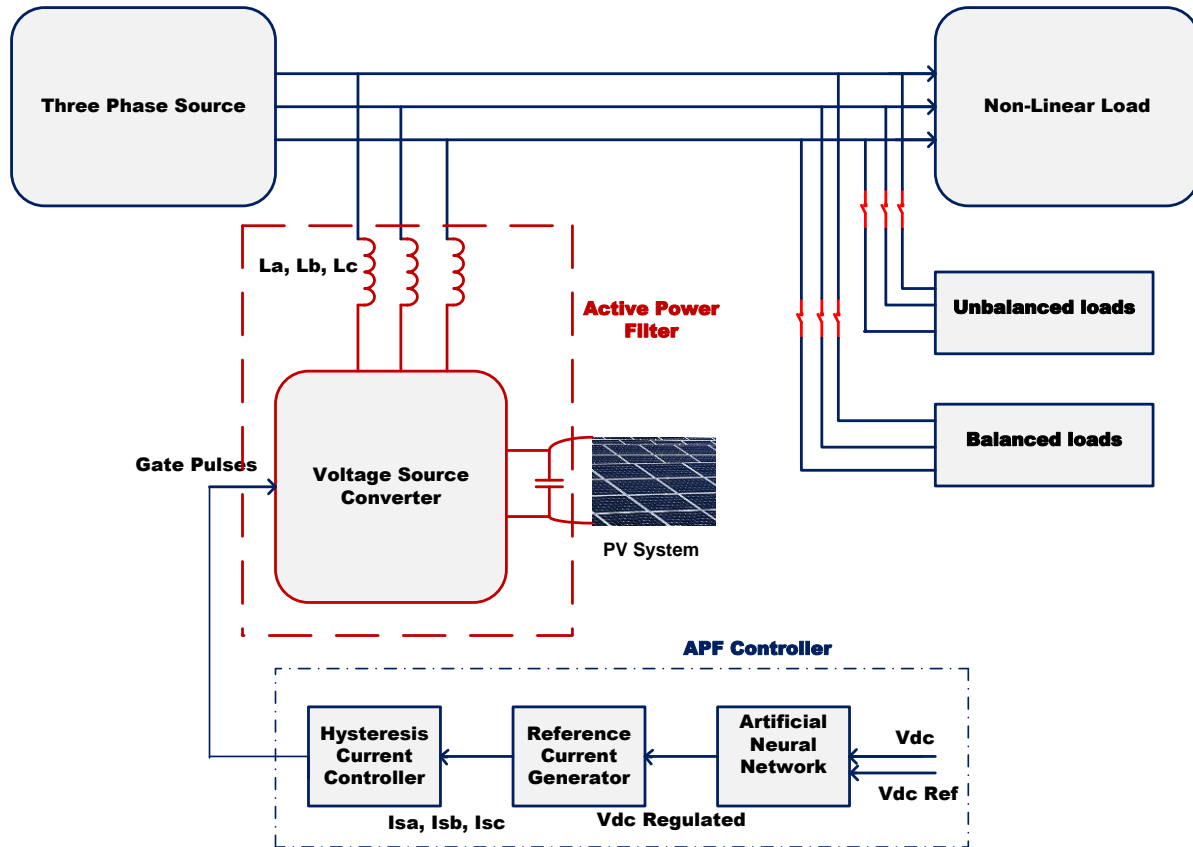 Three Phase Source
Non-Linear Load
La, Lb, Lc
Active Power
Filter
Unbalanced loads
Balanced loads
Gate Pulses
Voltage Source
Converter
PV System
APF Controller
Hysteresis
Current
Controller
Reference
Current
Generator
Artificial
Neural
Network
Vdc
Vdc Ref
Isa, Isb, Isc
Vdc Regulated